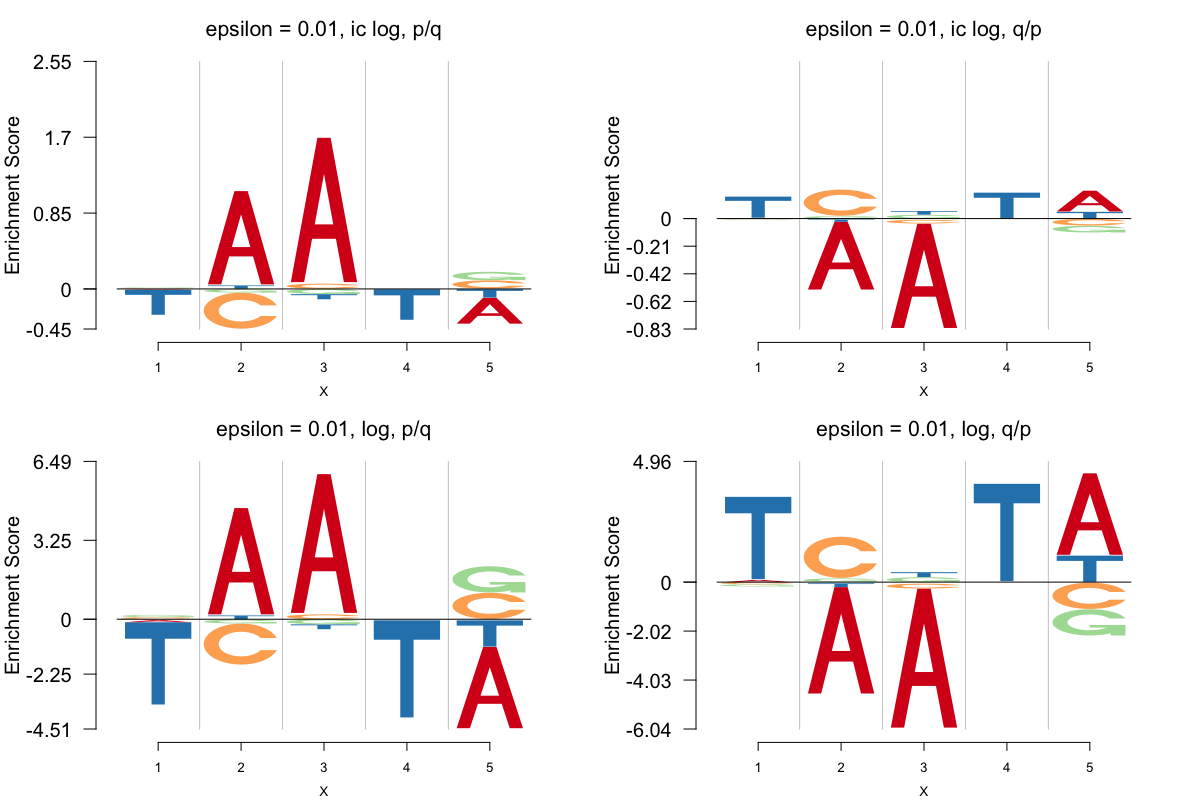 epsilon = 0.01, ic log, p/q
Enrichment Score
2.55
1.7
0.85
0
-0.45
T
A
C
A
T
G
C
T
A
1 2 3 4 5
X
epsilon = 0.01, ic log, q/p
Enrichment Score
0
-0.21
-0.42
-0.62
-0.83
T
C
A
A
T
A
T
C
G
1 2 3 4 5
X
epsilon = 0.01, log, p/q
Enrichment Score
6.49
3.25
0
-2.25
-4.51
T
A
C
A
T
G
C
T
A
1 2 3 4 5
X
epsilon = 0.01, log, q/p
Enrichment Score
4.96
0
-2.02
-4.03
-6.04
T
C
A
A
T
A
T
C
G
1 2 3 4 5
X